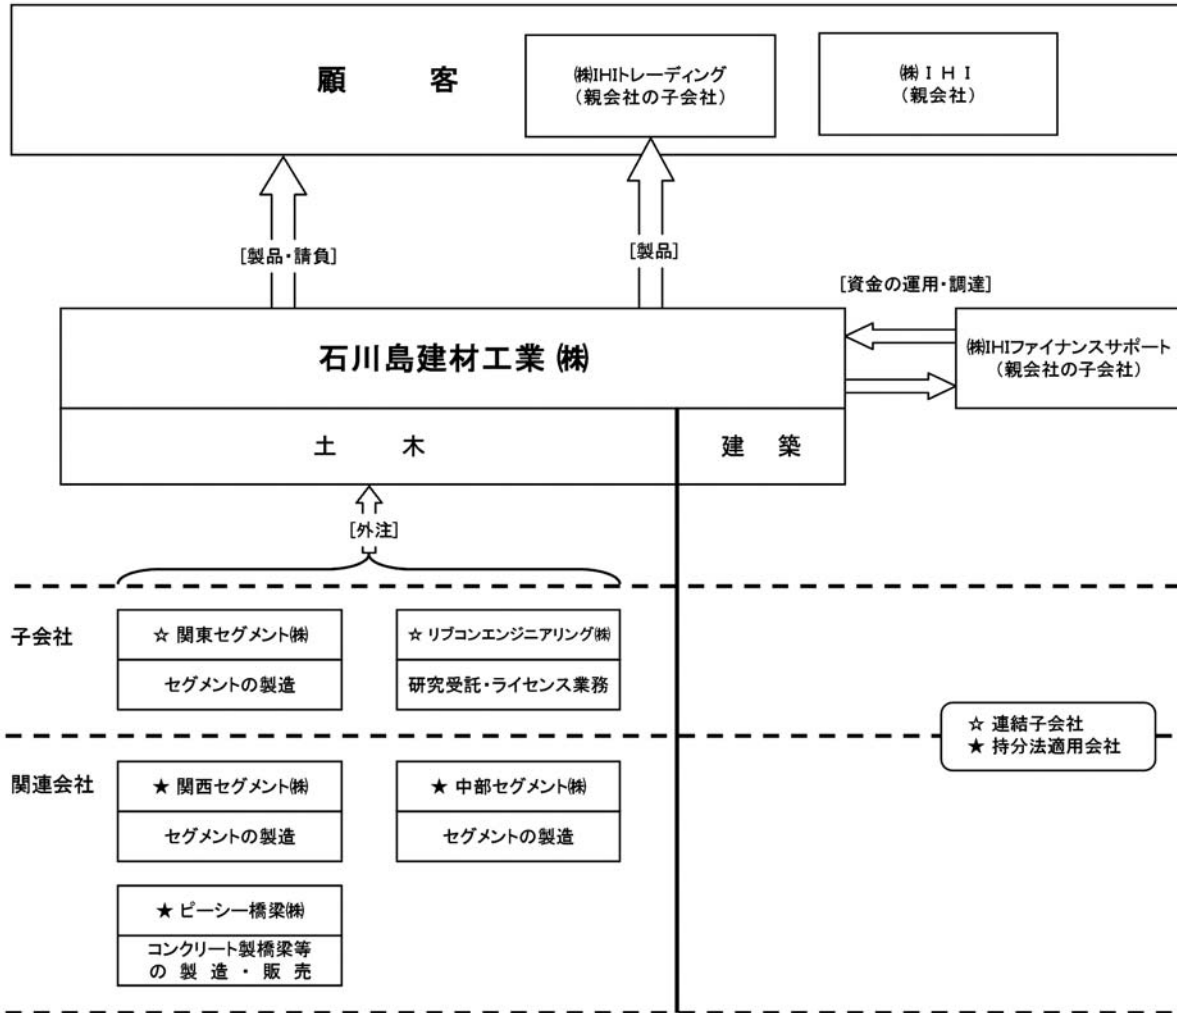 顧　客
㈱IHIトレーディング
（親会社の子会社）
㈱ＩＨＩ
（親会社）
[製品・請負]
[製品]
[資金の運用・調達]
石川島建材工業 ㈱
㈱IHIファイナンスサポート
（親会社の子会社）
土　木
建　築
[外注]
子会社
☆ 関東セグメント㈱
セグメントの製造
☆ リブコンエンジニアリング㈱
研究受託・ライセンス業務
☆ 連結子会社
★ 持分法適用会社
関連会社
★ 関西セグメント㈱
セグメントの製造
★ 中部セグメント㈱
セグメントの製造
★ ピーシー橋梁㈱
コンクリート製橋梁等
の 製 造 ・ 販 売